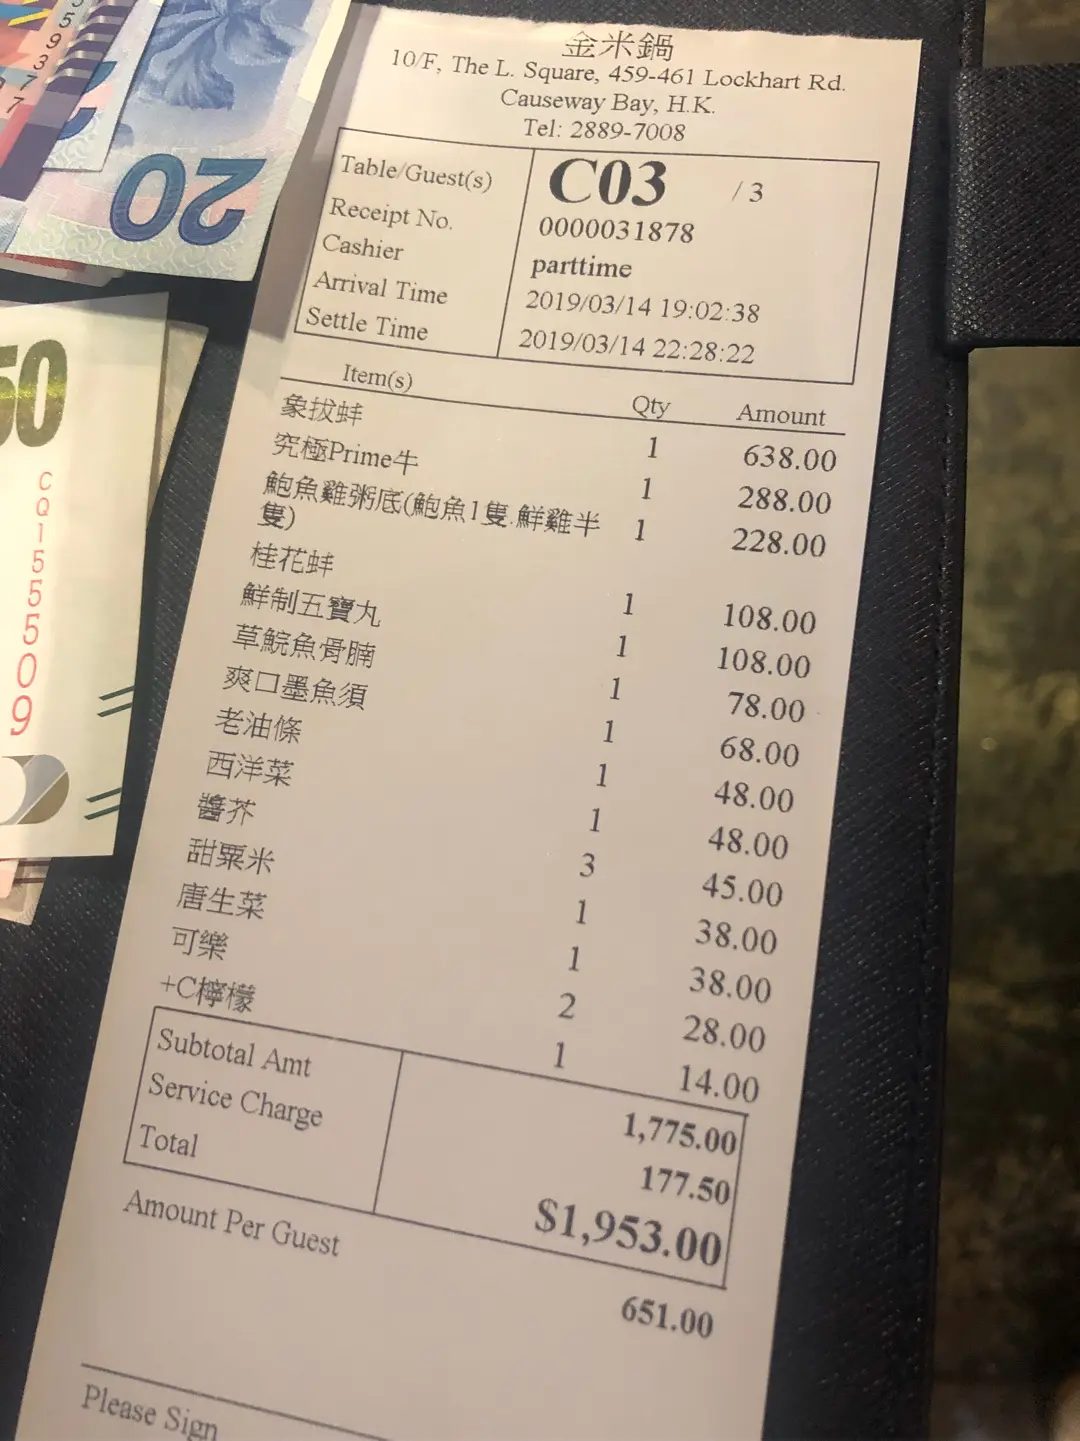 金米鍋
10/F, The L. Square, 459-461 Lockhart Rd.
Causeway Bay, H.K.
Tel: 2889-7008
Table/Guest(s) C03 / 3
Receipt No. 0000031878
Cashier parttime
Arrival Time 2019/03/14 19:02:38
Settle Time 2019/03/14 22:28:22
Item(s) Qty Amount
象拔蚌 1 638.00
究極Prime牛 1 288.00
鮑魚雞粥底(鮑魚1隻.鮮雞半 1 228.00
隻)
桂花蚌 1 108.00
鮮制五寶丸 1 108.00
草鯇魚骨腩 1 78.00
爽口墨魚須 1 68.00
老油條 1 48.00
西洋菜 1 48.00
醬芥 3 45.00
甜粟米 1 38.00
唐生菜 1 38.00
可樂 2 28.00
+C檸檬 1 14.00
Subtotal Amt 1,775.00
Service Charge 177.50
Total $1,953.00
Amount Per Guest 651.00
Please Sign
20
50
CQ155509